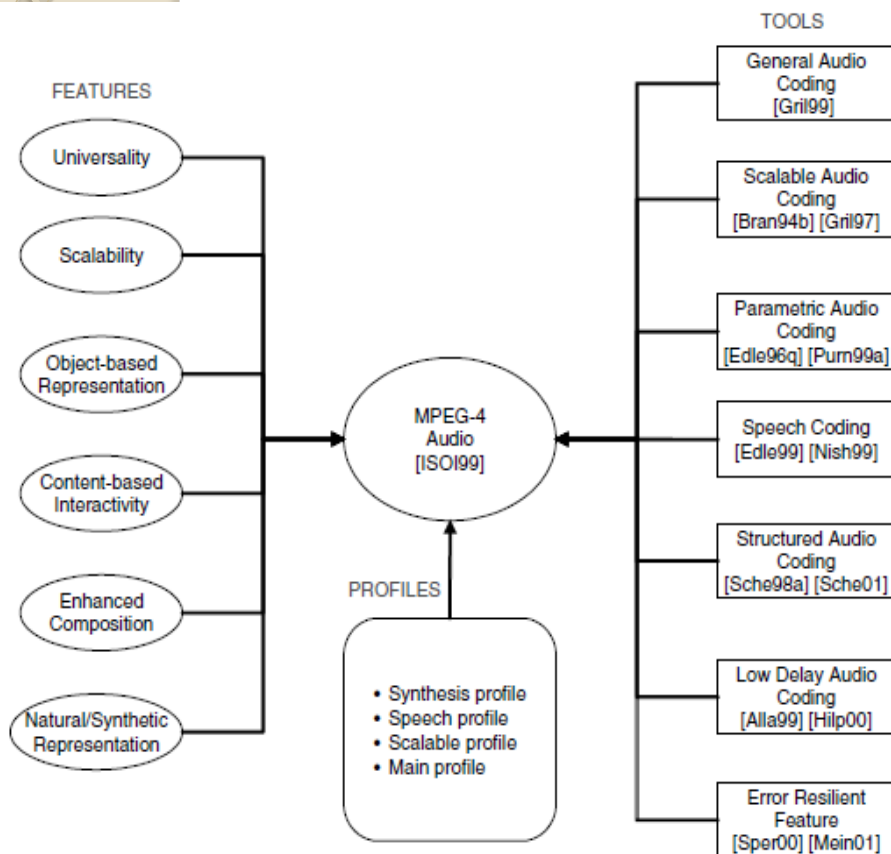 FEATURES
Universality
Scalability
Object-based
Representation
Content-based
Interactivity
Enhanced
Composition
Natural/Synthetic
Representation
MPEG-4
Audio
[ISOI99]
PROFILES
• Synthesis profile
• Speech profile
• Scalable profile
• Main profile
TOOLS
General Audio
Coding
[Gril99]
Scalable Audio
Coding
[Bran94b] [Gril97]
Parametric Audio
Coding
[Edle96q] [Purn99a]
Speech Coding
[Edle99] [Nish99]
Structured Audio
Coding
[Sche98a] [Sche01]
Low Delay Audio
Coding
[Alla99] [Hilp00]
Error Resilient
Feature
[Sper00] [Mein01]